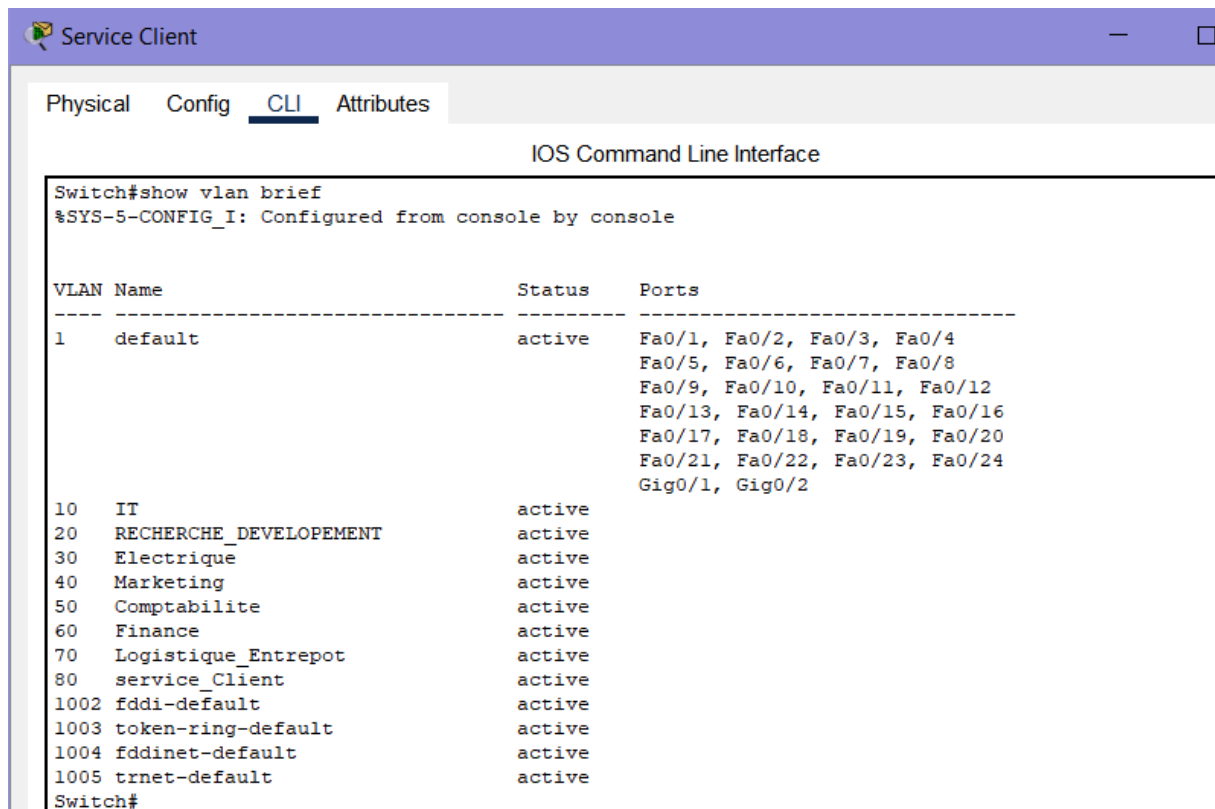 Service Client
Physical Config CLI Attributes
IOS Command Line Interface
Switch#show vlan brief
%SYS-5-CONFIG_I: Configured from console by console
VLAN Name Status Ports
---- -------------------------------- --------- -------------------------------
1 default active Fa0/1, Fa0/2, Fa0/3, Fa0/4
Fa0/5, Fa0/6, Fa0/7, Fa0/8
Fa0/9, Fa0/10, Fa0/11, Fa0/12
Fa0/13, Fa0/14, Fa0/15, Fa0/16
Fa0/17, Fa0/18, Fa0/19, Fa0/20
Fa0/21, Fa0/22, Fa0/23, Fa0/24
Gig0/1, Gig0/2
10 IT active
20 RECHERCHE_DEVELOPEMENT active
30 Electrique active
40 Marketing active
50 Comptabilite active
60 Finance active
70 Logistique_Entrepot active
80 service_Client active
1002 fddi-default active
1003 token-ring-default active
1004 fddinet-default active
1005 trnet-default active
Switch#